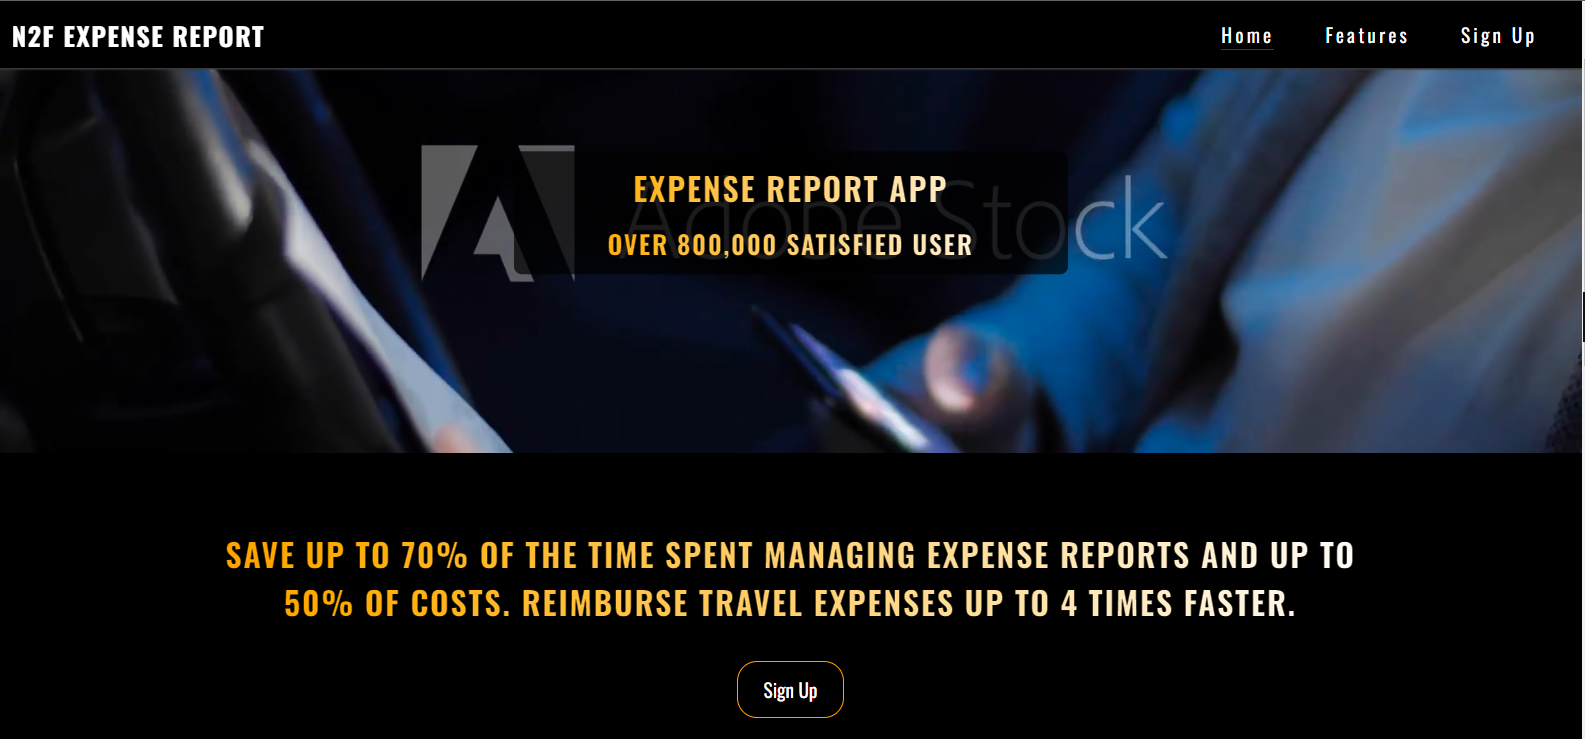 N2F EXPENSE REPORT
Home Features Sign Up
Adobe Stock
EXPENSE REPORT APP
OVER 800,000 SATISFIED USER
SAVE UP TO 70% OF THE TIME SPENT MANAGING EXPENSE REPORTS AND UP TO
50% OF COSTS. REIMBURSE TRAVEL EXPENSES UP TO 4 TIMES FASTER.
Sign Up